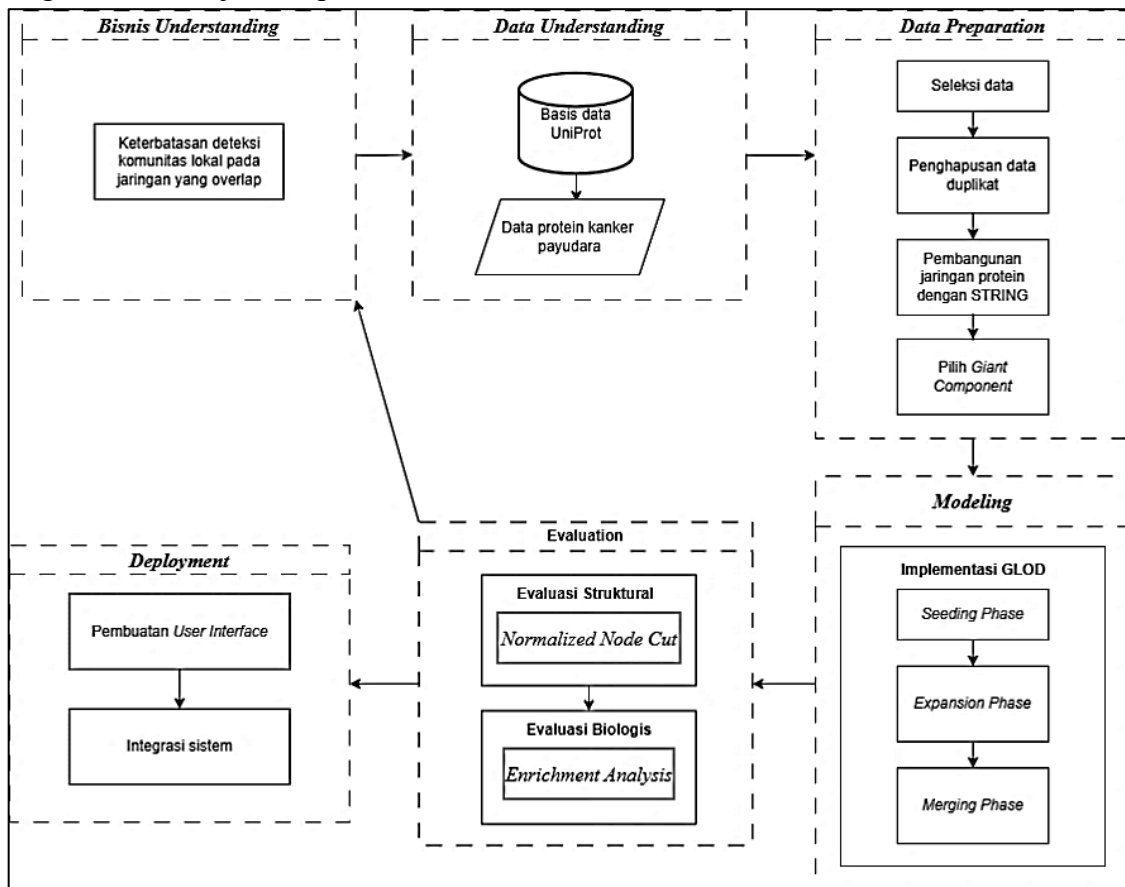 Bisnis Understanding
Keterbatasan deteksi
komunitas lokal pada
jaringan yang overlap
Data Understanding
Basis data
UniProt
Data protein kanker
payudara
Data Preparation
Seleksi data
Penghapusan data
duplikat
Pembangunan
jaringan protein
dengan STRING
Pilih Giant
Component
Modeling
Implementasi GLOD
Seeding Phase
Expansion Phase
Merging Phase
Evaluation
Evaluasi Struktural
Normalized Node Cut
Evaluasi Biologis
Enrichment Analysis
Deployment
Pembuatan User Interface
Integrasi sistem